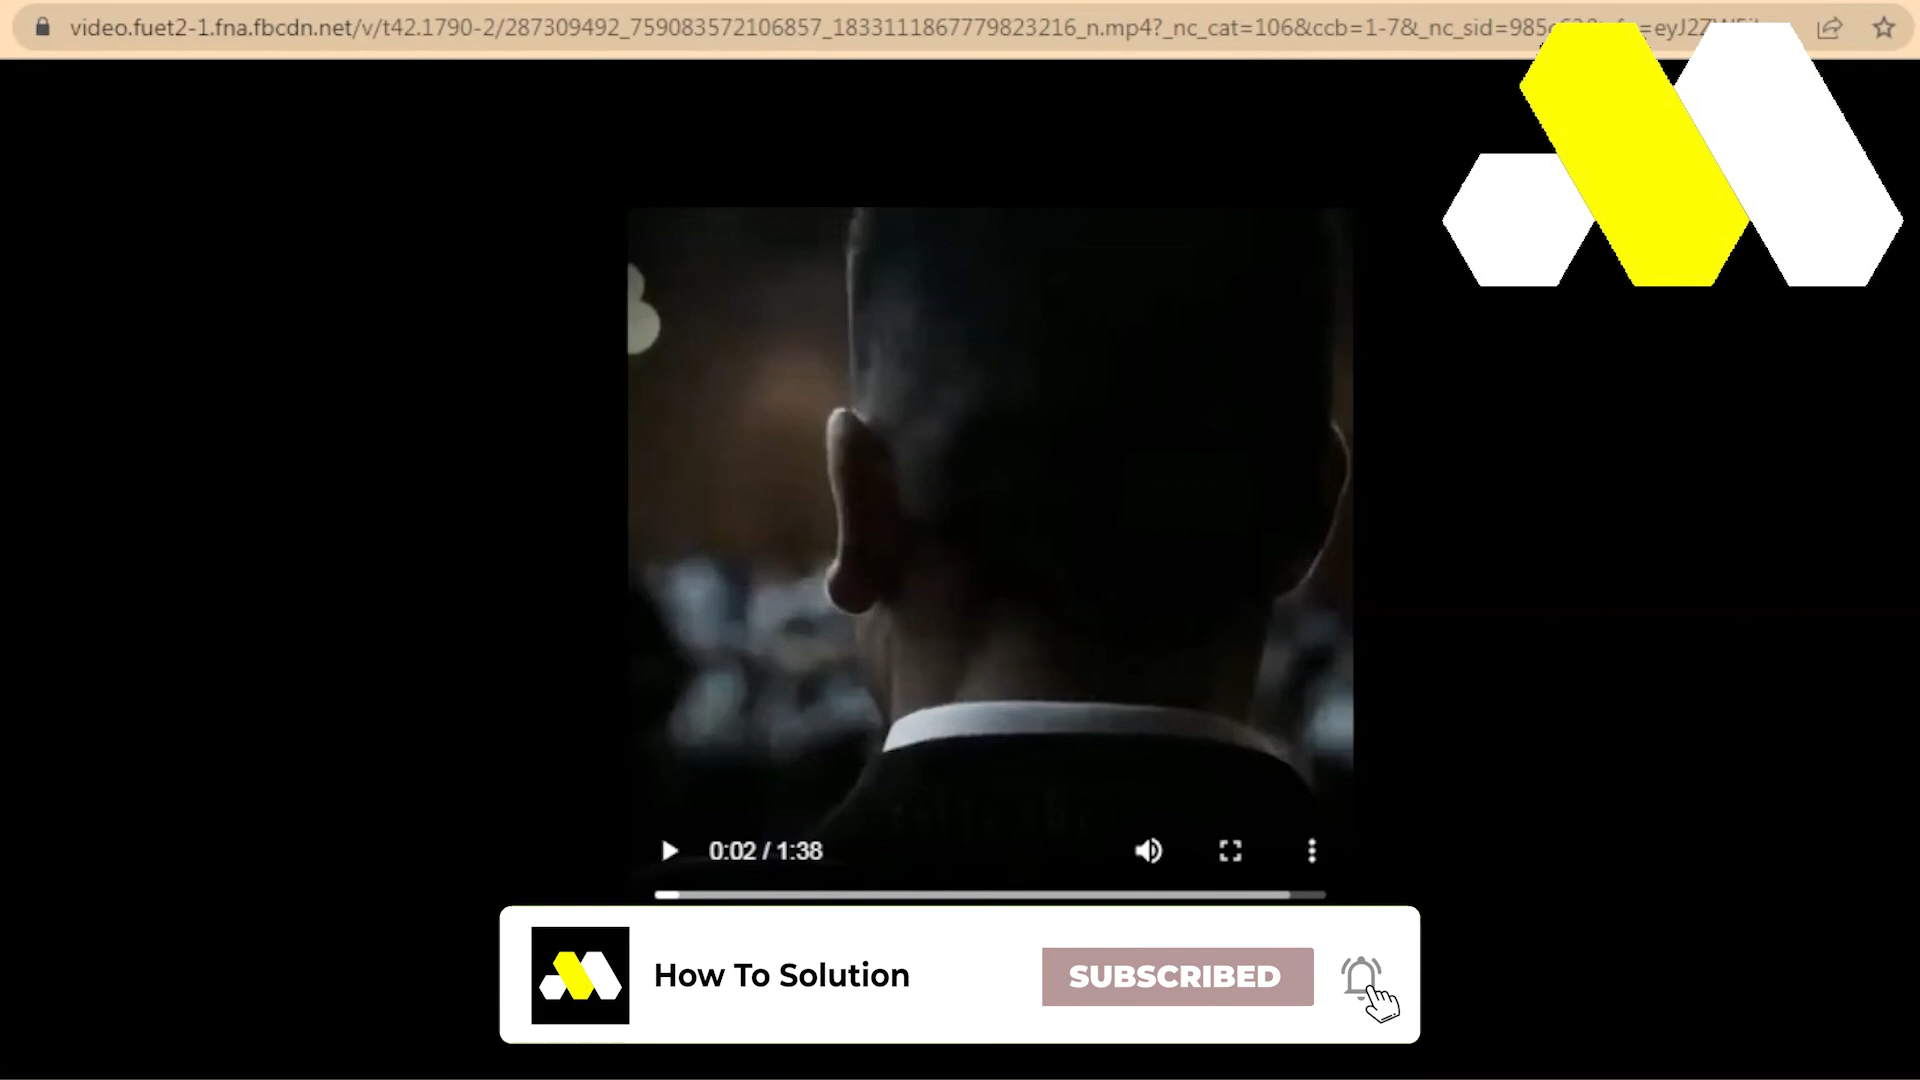 video.fuet2-1.fna.fbcdn.net/v/t42.1790-2/287309492_759083572106857_1833111867779823216_n.mp4?_nc_cat=106&ccb=1-7&_nc_sid=985
0:02 / 1:38
How To Solution
SUBSCRIBED